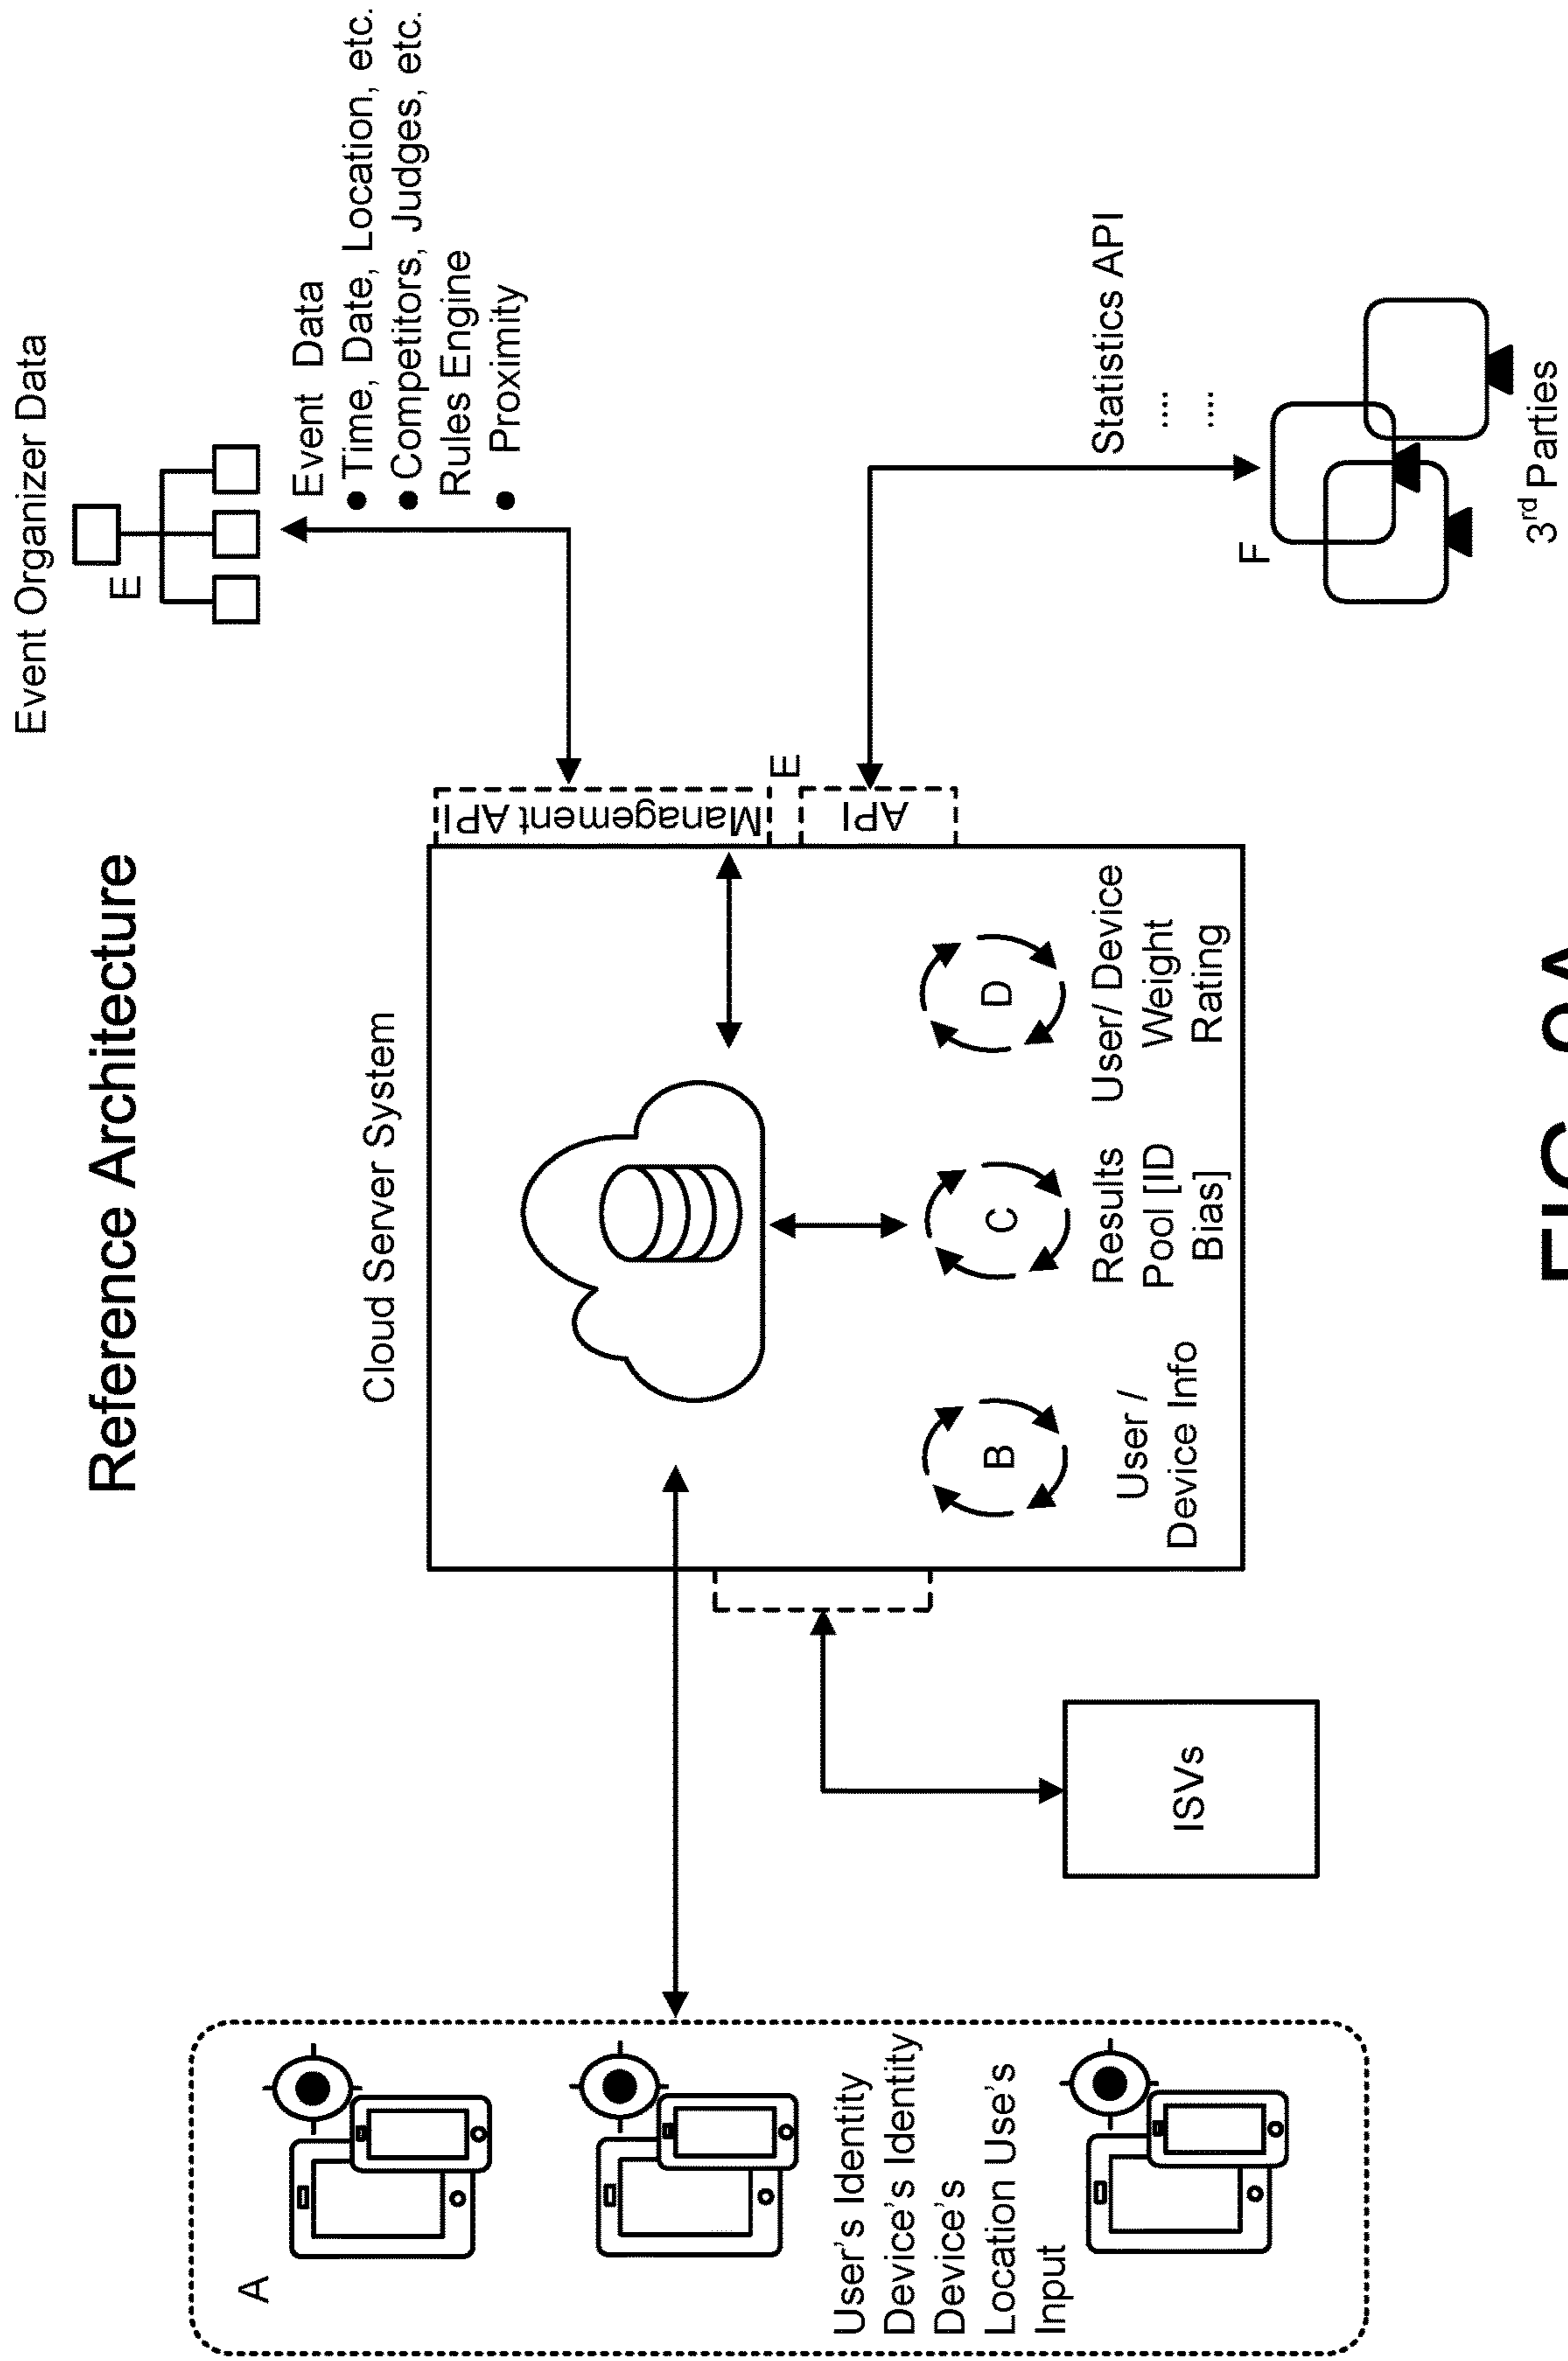 Reference Architecture
Event Organizer Data
E
Event Data
● Time, Date, Location, etc.
● Competitors, Judges, etc.
Rules Engine
● Proximity
Cloud Server System
Management API
E
API
A
User's Identity
Device's Identity
Device's
Location Use's
Input
ISVs
B
User /
Device Info
C
Results
Pool [ID
Bias]
D
User/ Device
Weight
Rating
Statistics API
....
....
F
3rd Parties